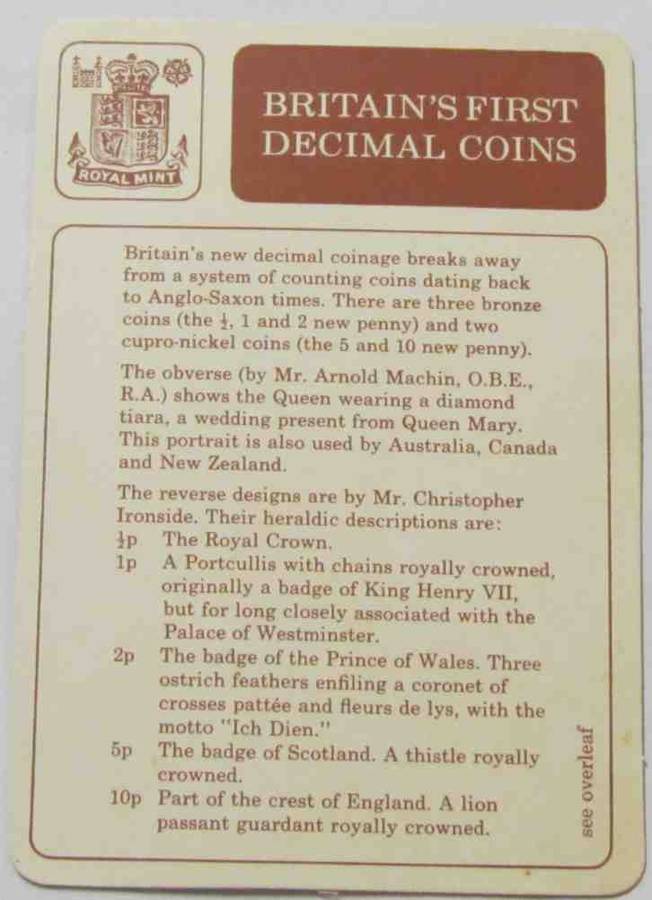 ROYAL MINT
BRITAIN'S FIRST
DECIMAL COINS
Britain's new decimal coinage breaks away
from a system of counting coins dating back
to Anglo-Saxon times. There are three bronze
coins (the ½, 1 and 2 new penny) and two
cupro-nickel coins (the 5 and 10 new penny).
The obverse (by Mr. Arnold Machin, O.B.E.,
R.A.) shows the Queen wearing a diamond
tiara, a wedding present from Queen Mary.
This portrait is also used by Australia, Canada
and New Zealand.
The reverse designs are by Mr. Christopher
Ironside. Their heraldic descriptions are:
½p The Royal Crown.
1p A Portcullis with chains royally crowned,
originally a badge of King Henry VII,
but for long closely associated with the
Palace of Westminster.
2p The badge of the Prince of Wales. Three
ostrich feathers enfiling a coronet of
crosses pattée and fleurs de lys, with the
motto "Ich Dien."
5p The badge of Scotland. A thistle royally
crowned.
10p Part of the crest of England. A lion
passant guardant royally crowned.
see overleaf